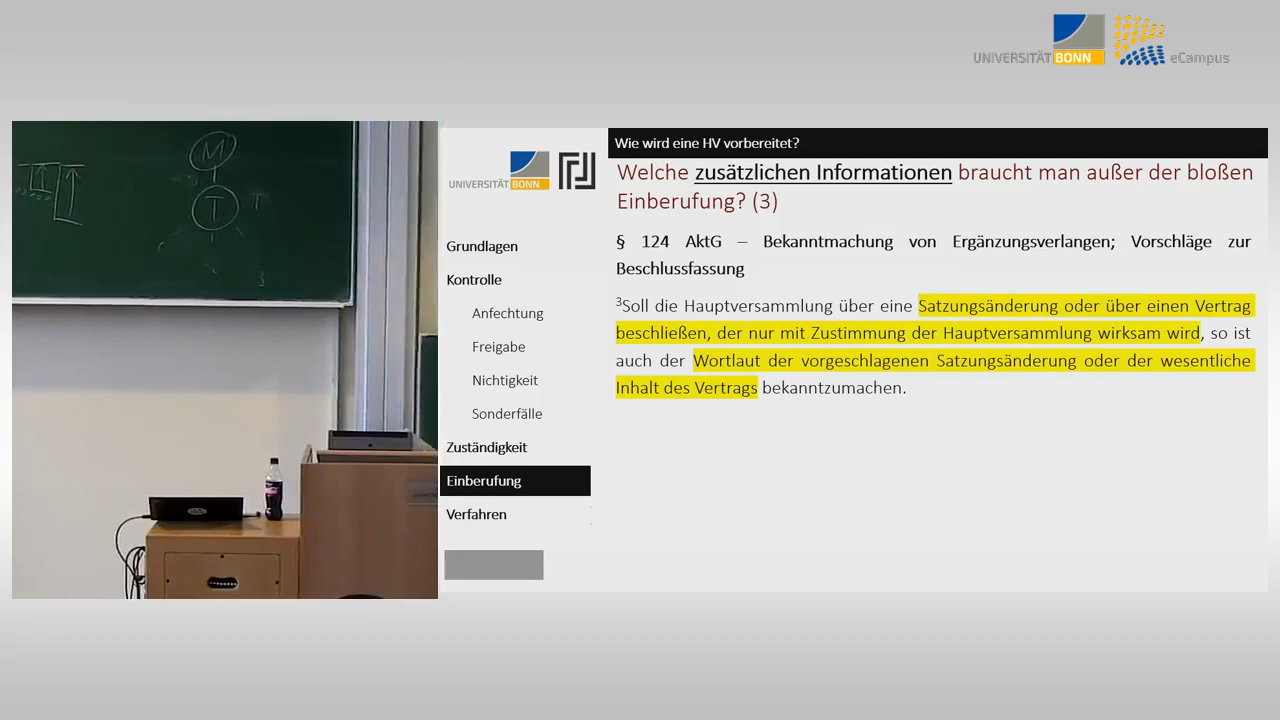 UNIVERSITÄT BONN
eCampus
UNIVERSITÄT BONN
Wie wird eine HV vorbereitet?
Welche zusätzlichen Informationen braucht man außer der bloßen
Einberufung? (3)
§ 124 AktG – Bekanntmachung von Ergänzungsverlangen; Vorschläge zur
Beschlussfassung
³Soll die Hauptversammlung über eine Satzungsänderung oder über einen Vertrag
beschließen, der nur mit Zustimmung der Hauptversammlung wirksam wird, so ist
auch der Wortlaut der vorgeschlagenen Satzungsänderung oder der wesentliche
Inhalt des Vertrags bekanntzumachen.
Grundlagen
Kontrolle
Anfechtung
Freigabe
Nichtigkeit
Sonderfälle
Zuständigkeit
Einberufung
Verfahren
M
T
T